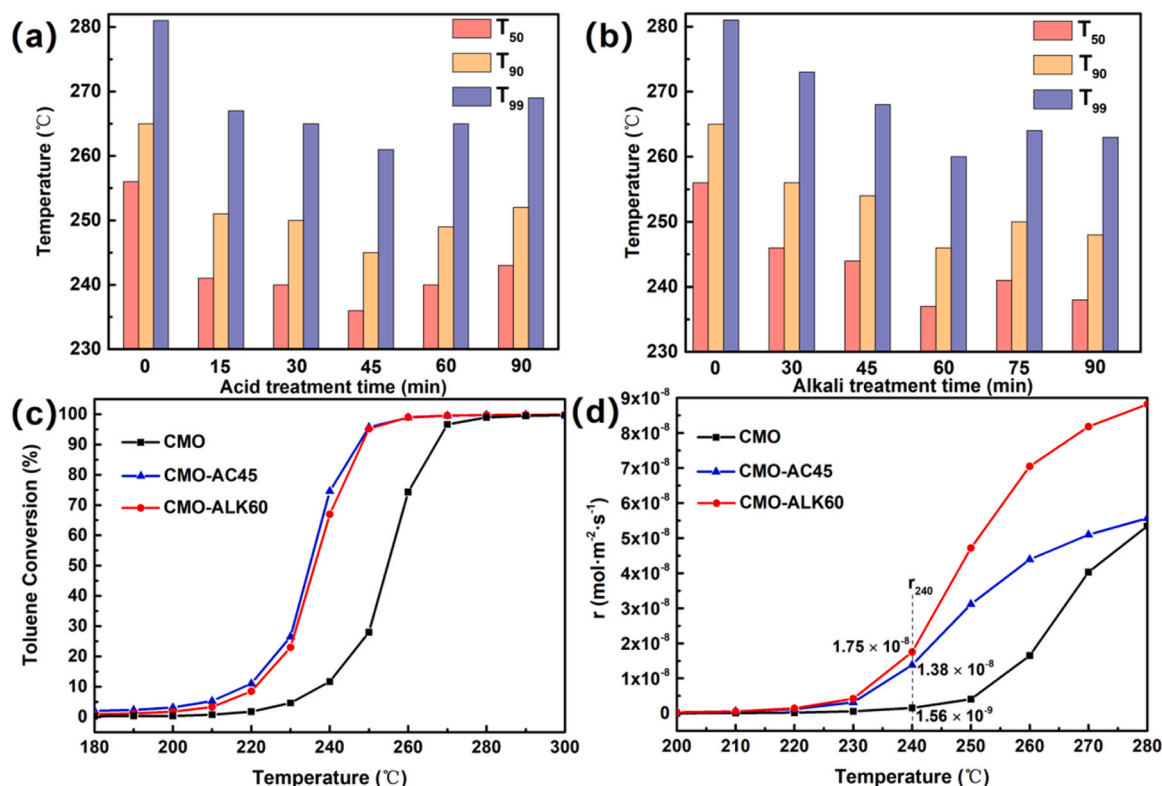 (a)
280
270
260
250
240
230
Temperature (℃)
T50
T90
T99
0 15 30 45 60 90
Acid treatment time (min)
(b)
280
270
260
250
240
230
Temperature (℃)
T50
T90
T99
0 30 45 60 75 90
Alkali treatment time (min)
(c)
100
90
80
70
60
50
40
30
20
10
0
Toluene Conversion (%)
CMO
CMO-AC45
CMO-ALK60
180 200 220 240 260 280 300
Temperature (℃)
(d)
9x10-8
8x10-8
7x10-8
6x10-8
5x10-8
4x10-8
3x10-8
2x10-8
1x10-8
0
r (mol·m-2·s-1)
CMO
CMO-AC45
CMO-ALK60
r240
1.75 × 10-8
1.38 × 10-8
1.56 × 10-9
200 210 220 230 240 250 260 270 280
Temperature (℃)